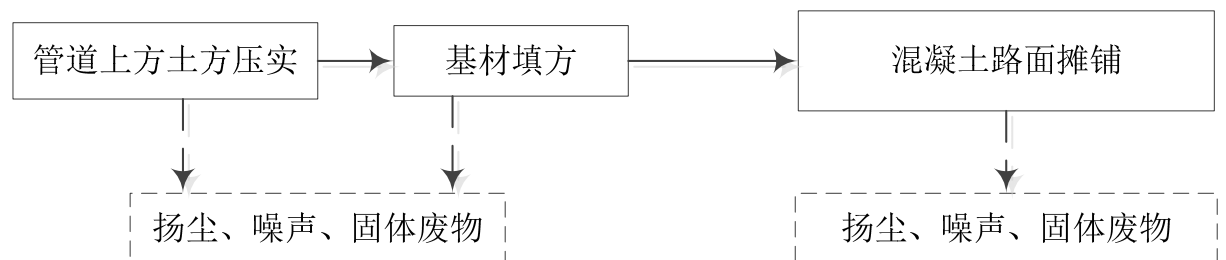 管道上方土方压实
基材填方
混凝土路面摊铺
扬尘、噪声、固体废物
扬尘、噪声、固体废物